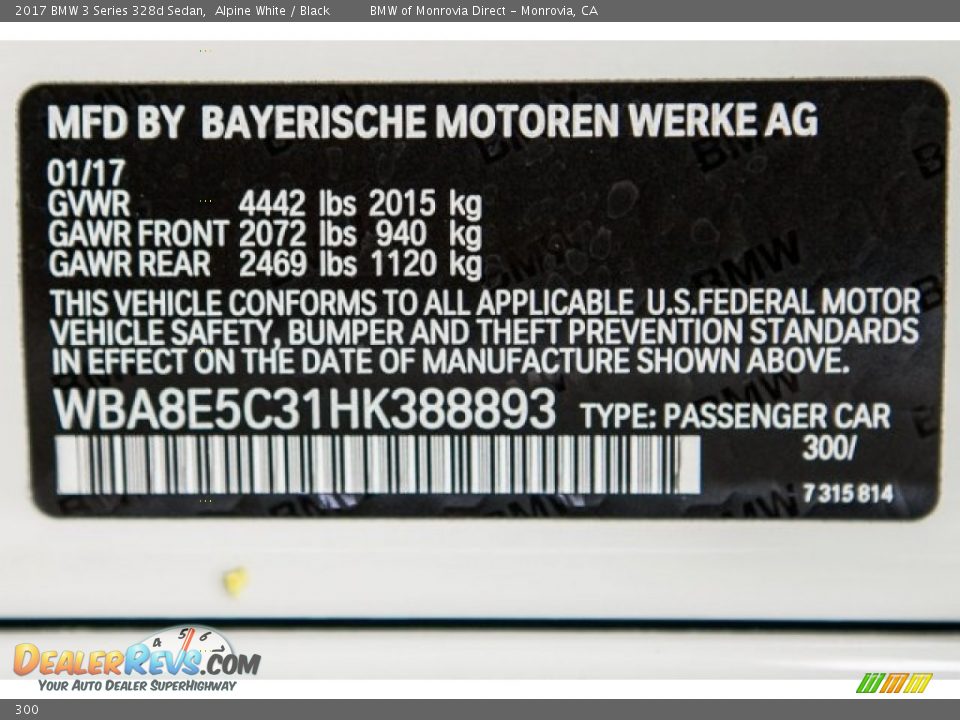 2017 BMW 3 Series 328d Sedan, Alpine White / Black BMW of Monrovia Direct - Monrovia, CA
MFD BY BAYERISCHE MOTOREN WERKE AG
01/17
GVWR 4442 lbs 2015 kg
GAWR FRONT 2072 lbs 940 kg
GAWR REAR 2469 lbs 1120 kg
THIS VEHICLE CONFORMS TO ALL APPLICABLE U.S.FEDERAL MOTOR
VEHICLE SAFETY, BUMPER AND THEFT PREVENTION STANDARDS
IN EFFECT ON THE DATE OF MANUFACTURE SHOWN ABOVE.
WBA8E5C31HK388893 TYPE: PASSENGER CAR
300/
7 315 814
4 5 6
DEALERREVS.COM
YOUR AUTO DEALER SUPERHIGHWAY
300